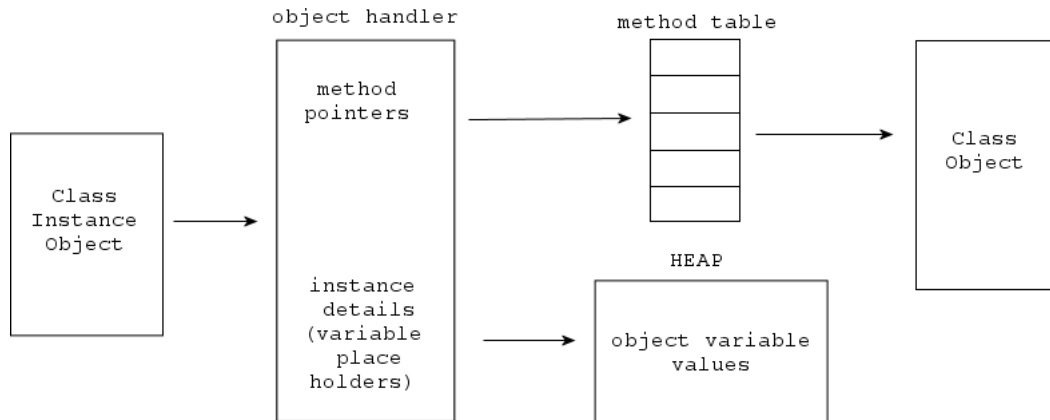 object handler
method table
method
pointers
Class
Object
Class
Instance
Object
HEAP
instance
details
(variable
place
holders)
object variable
values